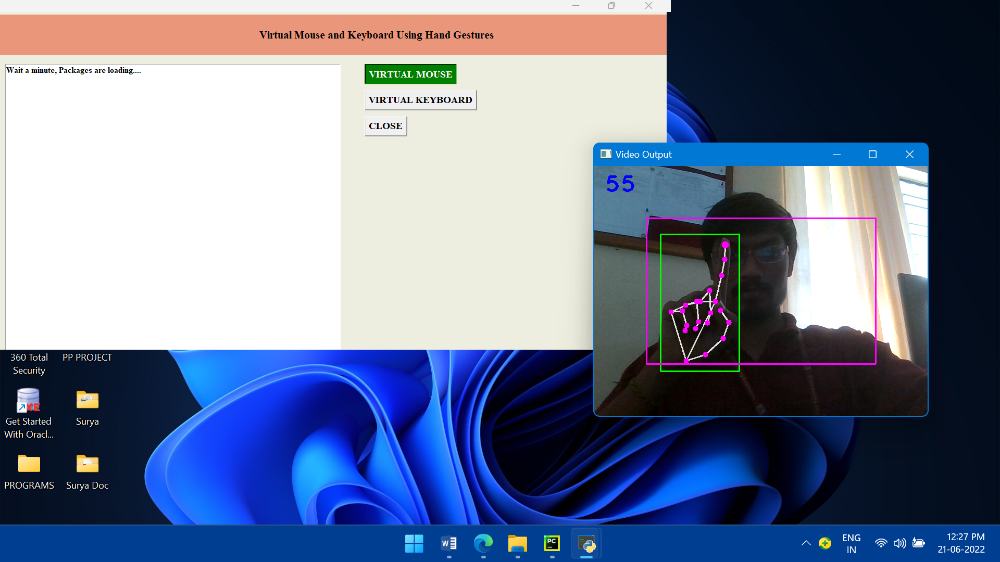 Virtual Mouse and Keyboard Using Hand Gestures
Wait a minute, Packages are loading....
VIRTUAL MOUSE
VIRTUAL KEYBOARD
CLOSE
Video Output
55
360 Total
Security
PP PROJECT
XE
Get Started
With Oracl...
Surya
PROGRAMS
Surya Doc
W
PC
ENG
IN
12:27 PM
21-06-2022